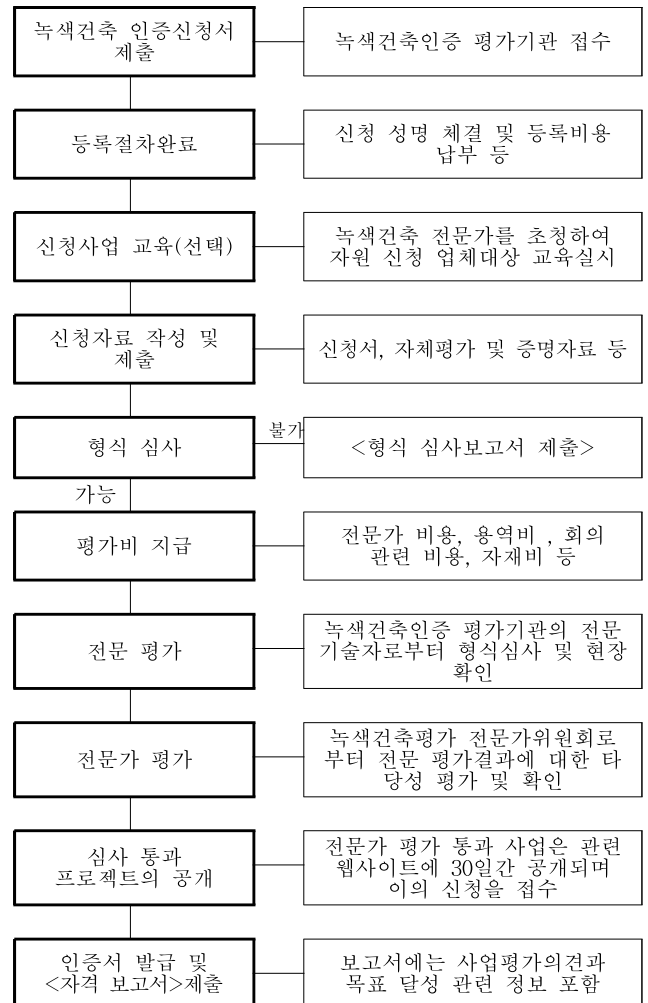 녹색건축 인증신청서
제출
녹색건축인증 평가기관 접수
등록절차완료
신청 성명 체결 및 등록비용
납부 등
신청사업 교육(선택)
녹색건축 전문가를 초청하여
자원 신청 업체대상 교육실시
신청자료 작성 및
제출
신청서, 자체평가 및 증명자료 등
형식 심사
불가
<형식 심사보고서 제출>
가능
평가비 지급
전문가 비용, 용역비 , 회의
관련 비용, 자재비 등
전문 평가
녹색건축인증 평가기관의 전문
기술자로부터 형식심사 및 현장
확인
전문가 평가
녹색건축평가 전문가위원회로
부터 전문 평가결과에 대한 타
당성 평가 및 확인
심사 통과
프로젝트의 공개
전문가 평가 통과 사업은 관련
웹사이트에 30일간 공개되며
이의 신청을 접수
인증서 발급 및
<자격 보고서>제출
보고서에는 사업평가의견과
목표 달성 관련 정보 포함